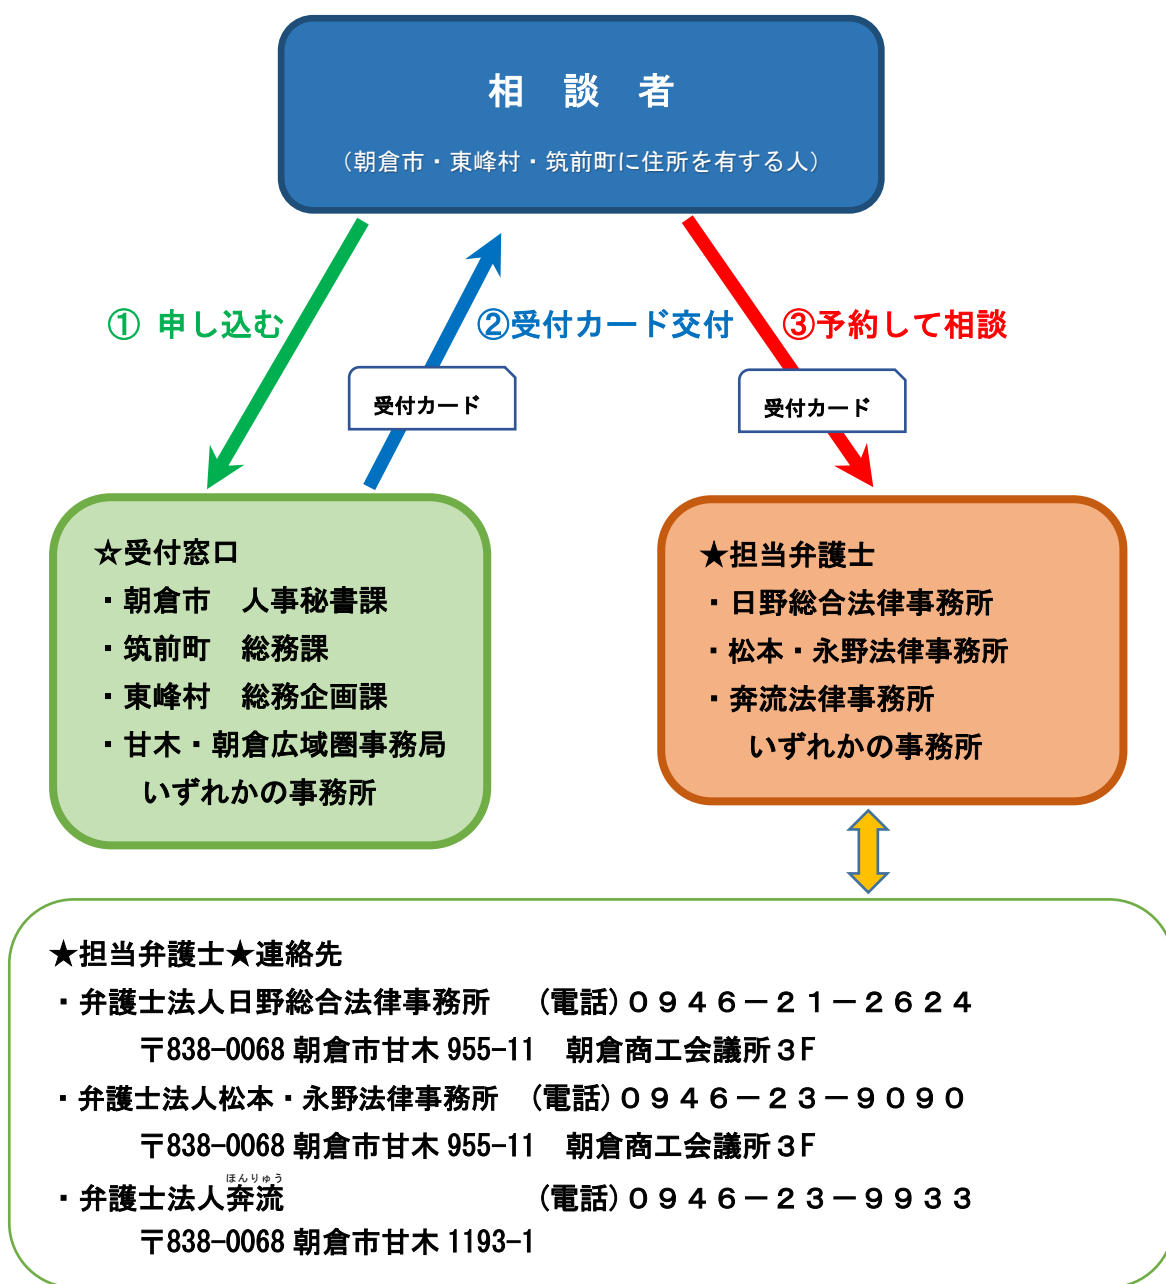 相　談　者
（朝倉市・東峰村・筑前町に住所を有する人）
① 申し込む
②受付カード交付
③予約して相談
受付カード
受付カード
☆受付窓口
・朝倉市　人事秘書課
・筑前町　総務課
・東峰村　総務企画課
・甘木・朝倉広域圏事務局
いずれかの事務所
★担当弁護士
・日野総合法律事務所
・松本・永野法律事務所
・奔流法律事務所
いずれかの事務所
★担当弁護士★連絡先
・弁護士法人日野総合法律事務所　（電話）０９４６－２１－２６２４
〒838-0068 朝倉市甘木 955-11　朝倉商工会議所３F
・弁護士法人松本・永野法律事務所　（電話）０９４６－２３－９０９０
〒838-0068 朝倉市甘木 955-11　朝倉商工会議所３F
ほんりゅう
・弁護士法人奔流　（電話）０９４６－２３－９９３３
〒838-0068 朝倉市甘木 1193-1